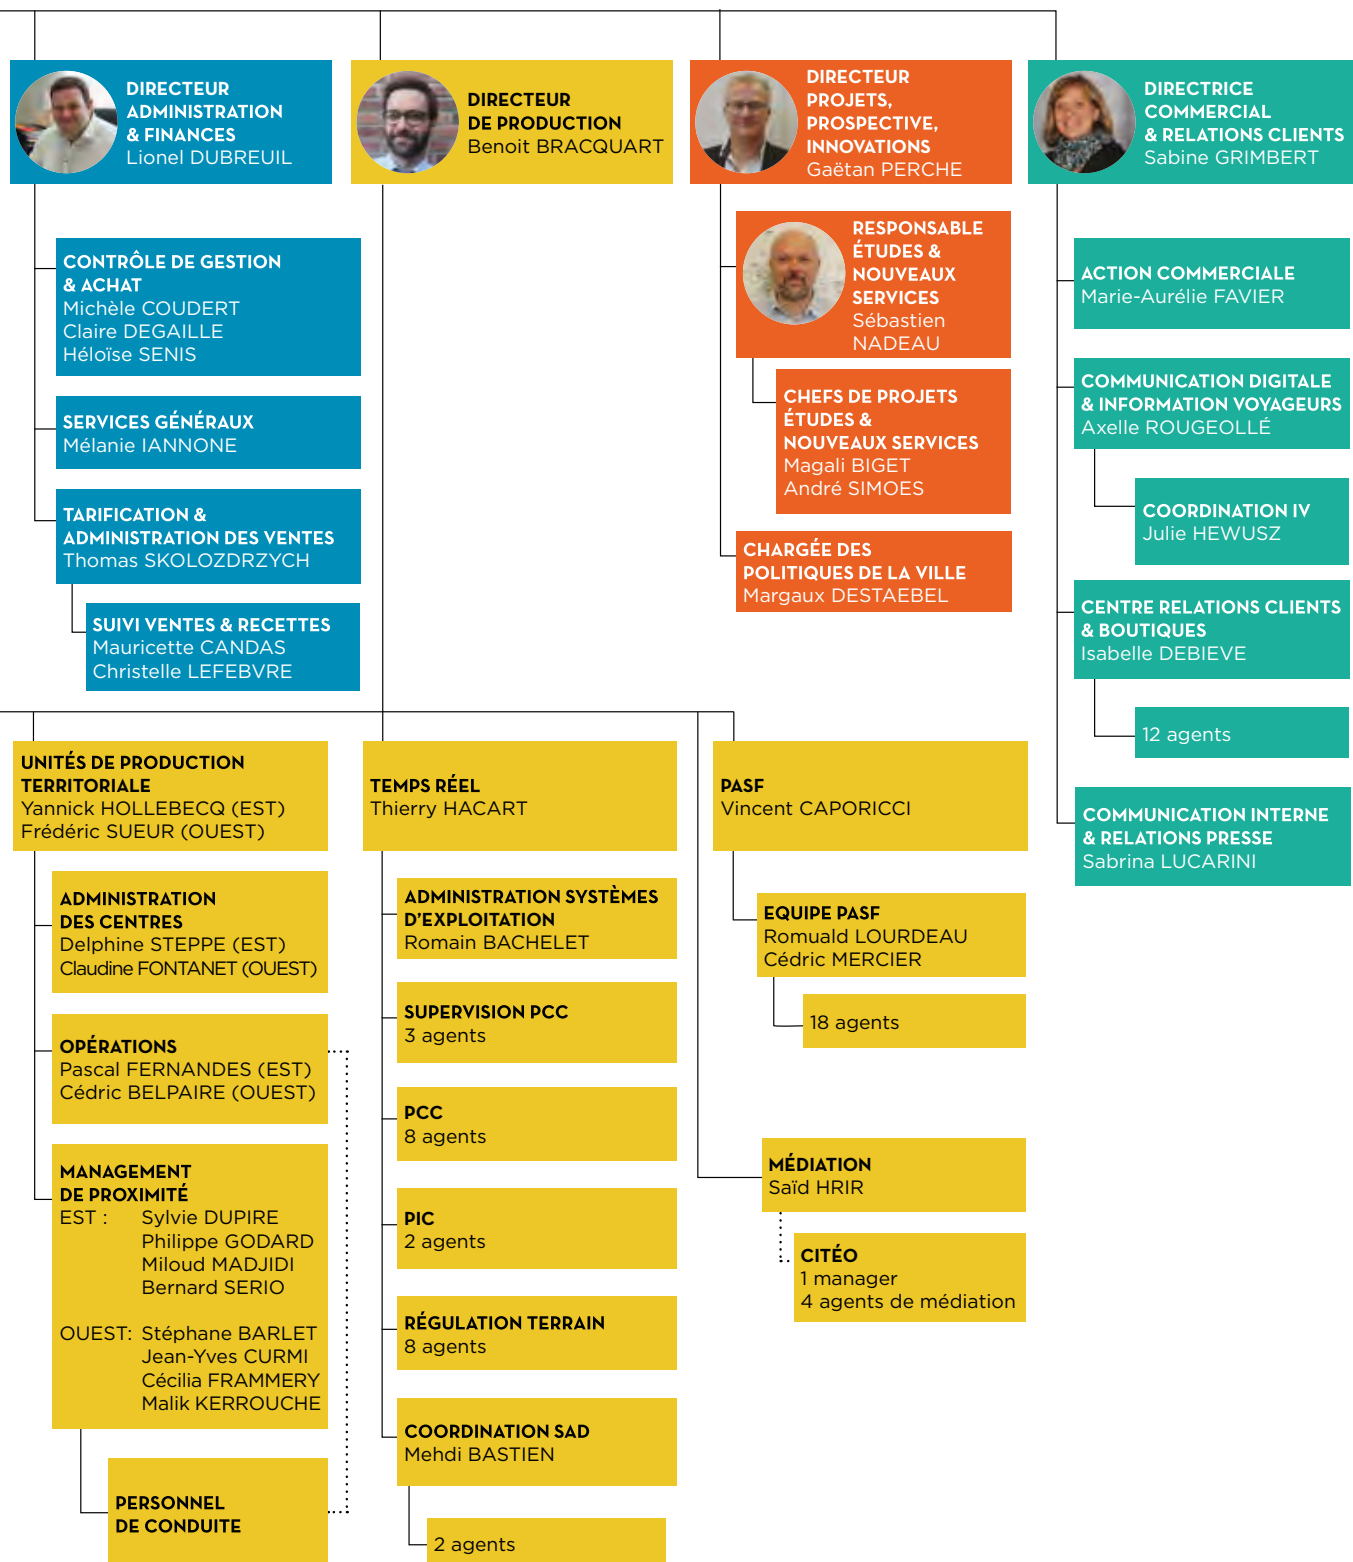 DIRECTEUR
ADMINISTRATION
& FINANCES
Lionel DUBREUIL
DIRECTEUR
DE PRODUCTION
Benoit BRACQUART
DIRECTEUR
PROJETS,
PROSPECTIVE,
INNOVATIONS
Gaëtan PERCHE
DIRECTRICE
COMMERCIAL
& RELATIONS CLIENTS
Sabine GRIMBERT
CONTRÔLE DE GESTION
& ACHAT
Michèle COUDERT
Claire DEGAILLE
Héloïse SENIS
SERVICES GÉNÉRAUX
Mélanie IANNONE
TARIFICATION &
ADMINISTRATION DES VENTES
Thomas SKOLOZDRZYCH
SUIVI VENTES & RECETTES
Mauricette CANDAS
Christelle LEFEBVRE
RESPONSABLE
ÉTUDES &
NOUVEAUX
SERVICES
Sébastien
NADEAU
CHEFS DE PROJETS
ÉTUDES &
NOUVEAUX SERVICES
Magali BIGET
André SIMOES
CHARGÉE DES
POLITIQUES DE LA VILLE
Margaux DESTAEBEL
ACTION COMMERCIALE
Marie-Aurélie FAVIER
COMMUNICATION DIGITALE
& INFORMATION VOYAGEURS
Axelle ROUGEOLLÉ
COORDINATION IV
Julie HEWUSZ
CENTRE RELATIONS CLIENTS
& BOUTIQUES
Isabelle DEBIEVE
12 agents
COMMUNICATION INTERNE
& RELATIONS PRESSE
Sabrina LUCARINI
UNITÉS DE PRODUCTION
TERRITORIALE
Yannick HOLLEBECQ (EST)
Frédéric SUEUR (OUEST)
ADMINISTRATION
DES CENTRES
Delphine STEPPE (EST)
Claudine FONTANET (OUEST)
OPÉRATIONS
Pascal FERNANDES (EST)
Cédric BELPAIRE (OUEST)
MANAGEMENT
DE PROXIMITÉ
EST : Sylvie DUPIRE
Philippe GODARD
Miloud MADJIDI
Bernard SERIO
OUEST: Stéphane BARLET
Jean-Yves CURMI
Cécilia FRAMMERY
Malik KERROUCHE
PERSONNEL
DE CONDUITE
TEMPS RÉEL
Thierry HACART
ADMINISTRATION SYSTÈMES
D'EXPLOITATION
Romain BACHELET
SUPERVISION PCC
3 agents
PCC
8 agents
PIC
2 agents
RÉGULATION TERRAIN
8 agents
COORDINATION SAD
Mehdi BASTIEN
2 agents
PASF
Vincent CAPORICCI
EQUIPE PASF
Romuald LOURDEAU
Cédric MERCIER
18 agents
MÉDIATION
Saïd HRIR
CITÉO
1 manager
4 agents de médiation